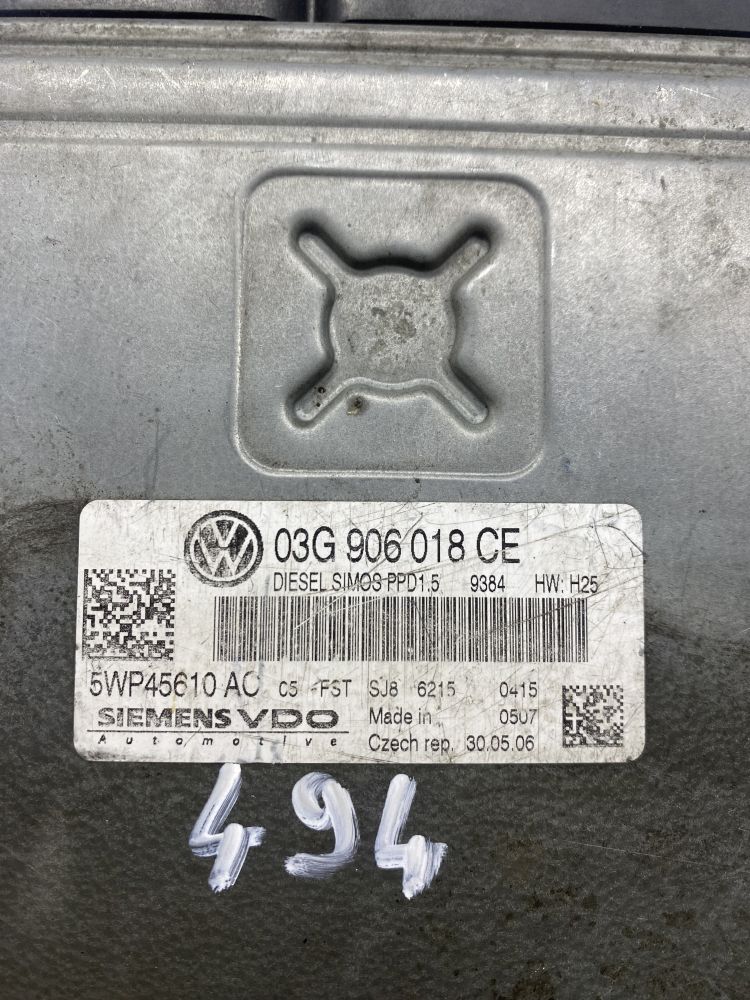 03G 906 018 CE
DIESEL SIMOS PPD1.5 9384 HW: H25
5WP45610 AC C5 -FST SJ8 6215 0415
SIEMENS VDO Made in 0507
Automotive Czech rep. 30.05.06
494